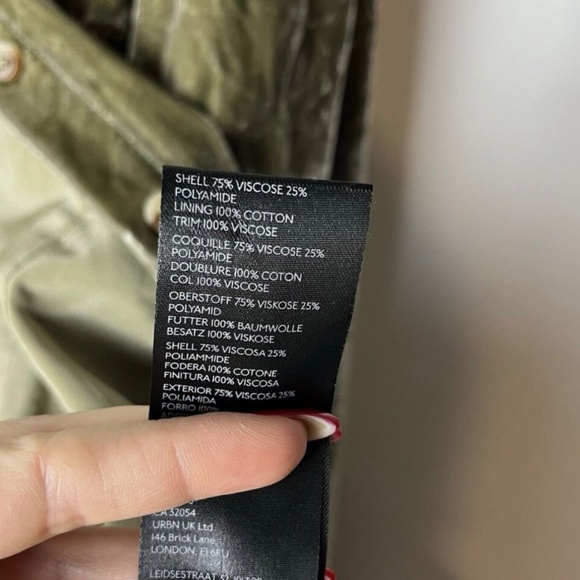 SHELL 75% VISCOSE 25%
POLYAMIDE
LINING 100% COTTON
TRIM 100% VISCOSE
COQUILLE 75% VISCOSE 25%
POLYAMIDE
DOUBLURE 100% COTON
COL 100% VISCOSE
OBERSTOFF 75% VISKOSE 25%
POLYAMID
FUTTER 100% BAUMWOLLE
BESATZ 100% VISKOSE
SHELL 75% VISCOSA 25%
POLIAMMIDE
FODERA 100% COTONE
FINITURA 100% VISCOSA
EXTERIOR 75% VISCOSA 25%
POLIAMIDA
FORRO 100%
CA 32054
URBN UK Ltd
146 Brick Lane
LONDON, E1 6RU
LEIDSESTRAAT